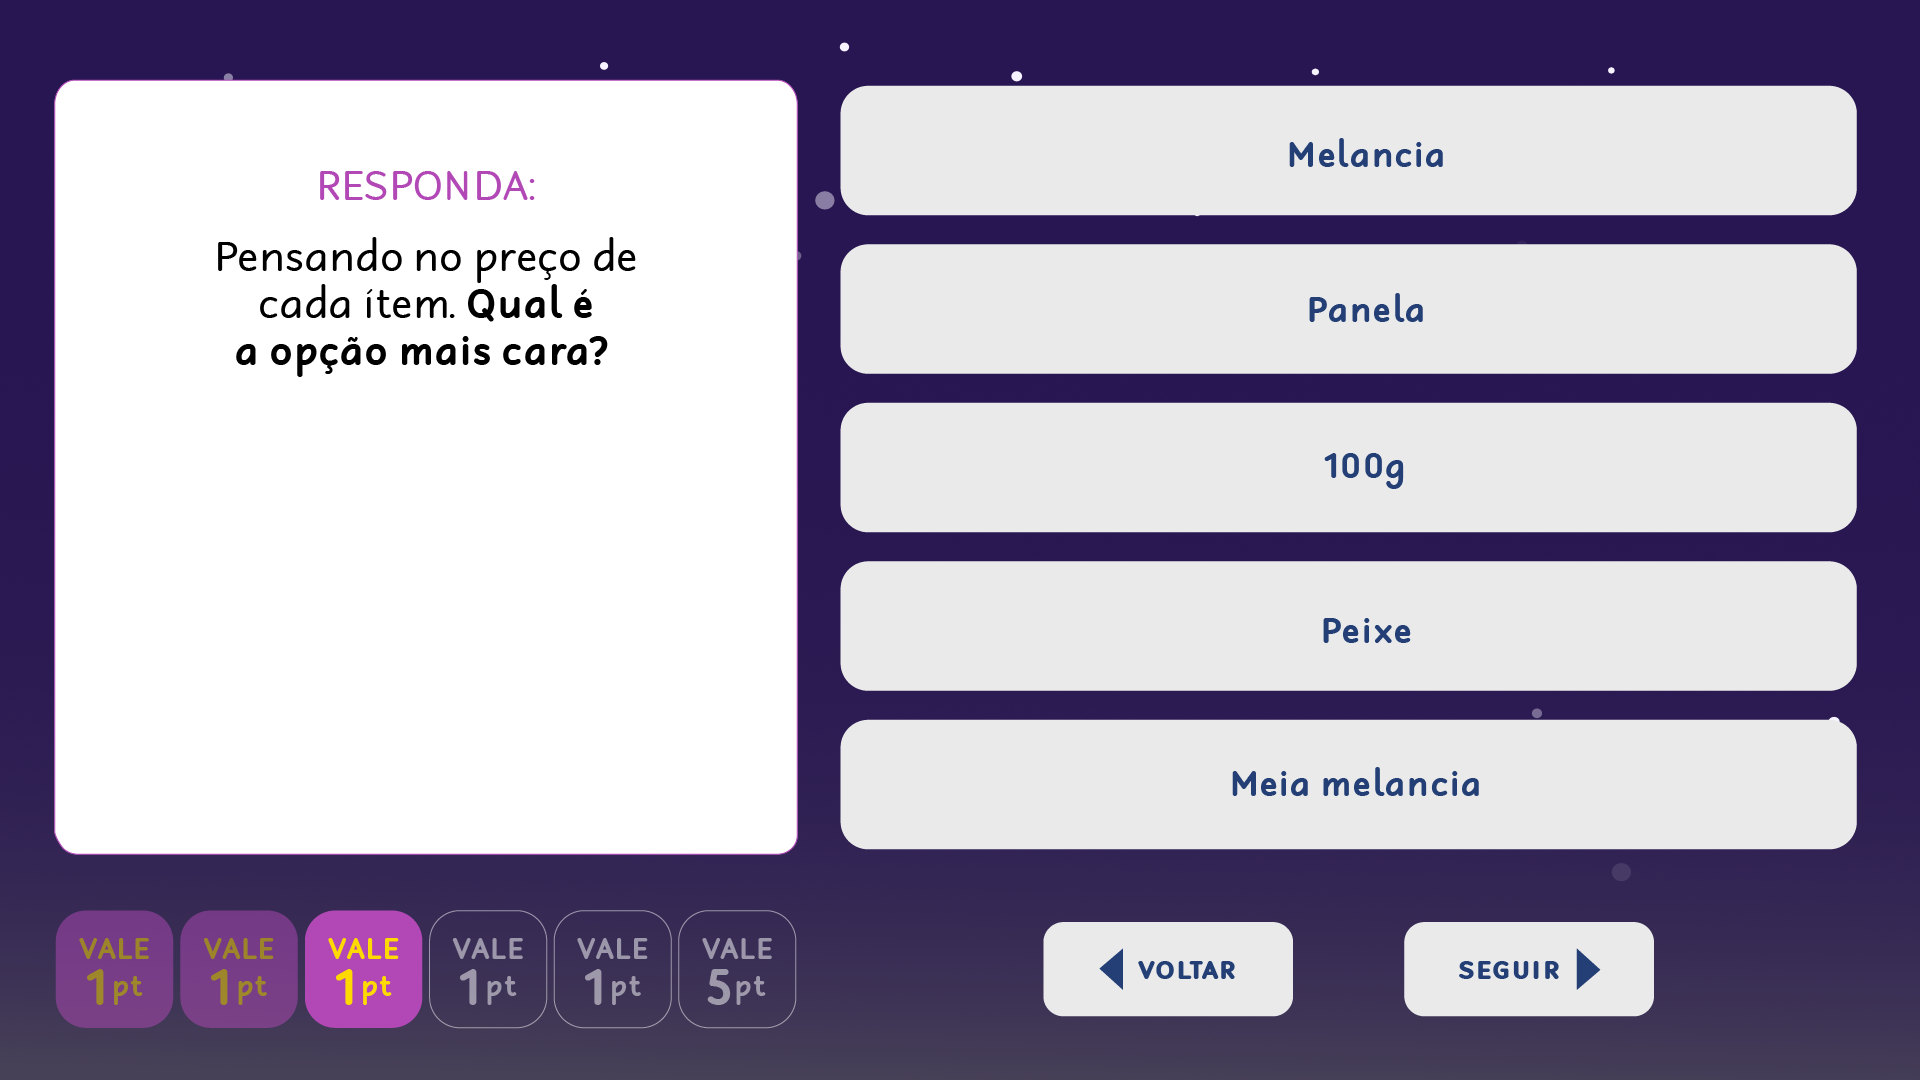 RESPONDA:
Pensando no preço de
cada ítem. Qual é
a opção mais cara?
Melancia
Panela
100g
Peixe
Meia melancia
VALE
1pt
VALE
1pt
VALE
1pt
VALE
1pt
VALE
1pt
VALE
5pt
VOLTAR
SEGUIR